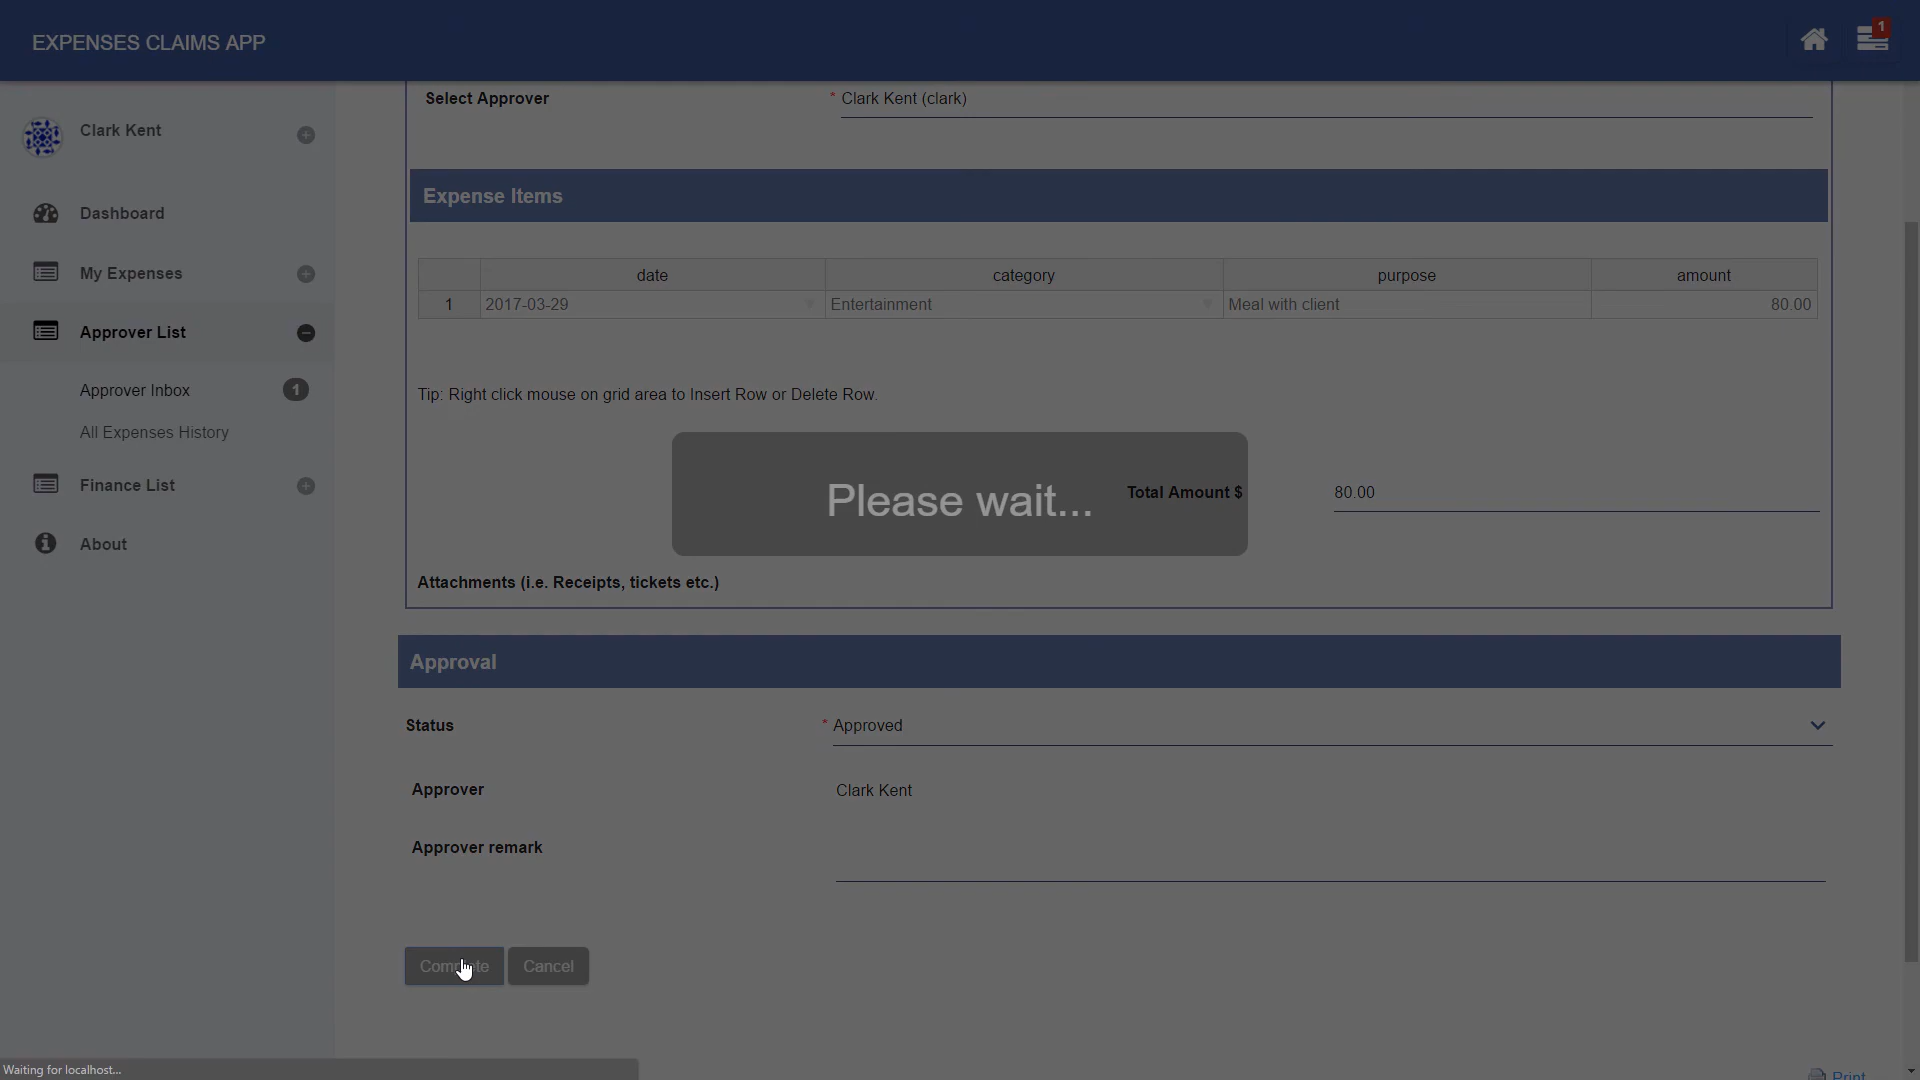 EXPENSES CLAIMS APP
1
Clark Kent
Dashboard
My Expenses
Approver List
Approver Inbox 1
All Expenses History
Finance List
About
Select Approver * Clark Kent (clark)
Expense Items
date category purpose amount
1 2017-03-29 Entertainment Meal with client 80.00
Tip: Right click mouse on grid area to Insert Row or Delete Row.
Please wait...
Total Amount $ 80.00
Attachments (i.e. Receipts, tickets etc.)
Approval
Status * Approved
Approver Clark Kent
Approver remark
Complete Cancel
Print
Waiting for localhost...